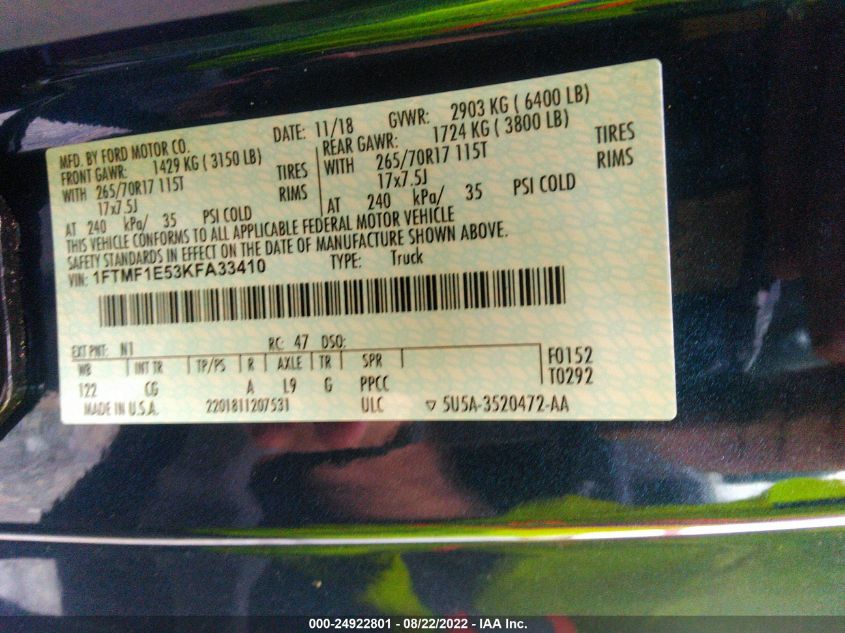 MFD. BY FORD MOTOR CO.
DATE: 11/18 GVWR: 2903 KG ( 6400 LB)
FRONT GAWR: 1429 KG ( 3150 LB)
REAR GAWR: 1724 KG ( 3800 LB)
WITH 265/70R17 115T TIRES
WITH 265/70R17 115T TIRES
17x7.5J RIMS
17x7.5J RIMS
AT 240 kPa/ 35 PSI COLD
AT 240 kPa/ 35 PSI COLD
THIS VEHICLE CONFORMS TO ALL APPLICABLE FEDERAL MOTOR VEHICLE
SAFETY STANDARDS IN EFFECT ON THE DATE OF MANUFACTURE SHOWN ABOVE.
VIN: 1FTMF1E53KFA33410 TYPE: Truck
EXT PNT: N1 RC: 47 DSO:
WB INT TR TP/PS R AXLE TR SPR
122 CG A L9 G PPCC
F0152
T0292
MADE IN U.S.A. 2201811207531 ULC ▽ 5U5A-3520472-AA
000-24922801 - 08/22/2022 - IAA Inc.